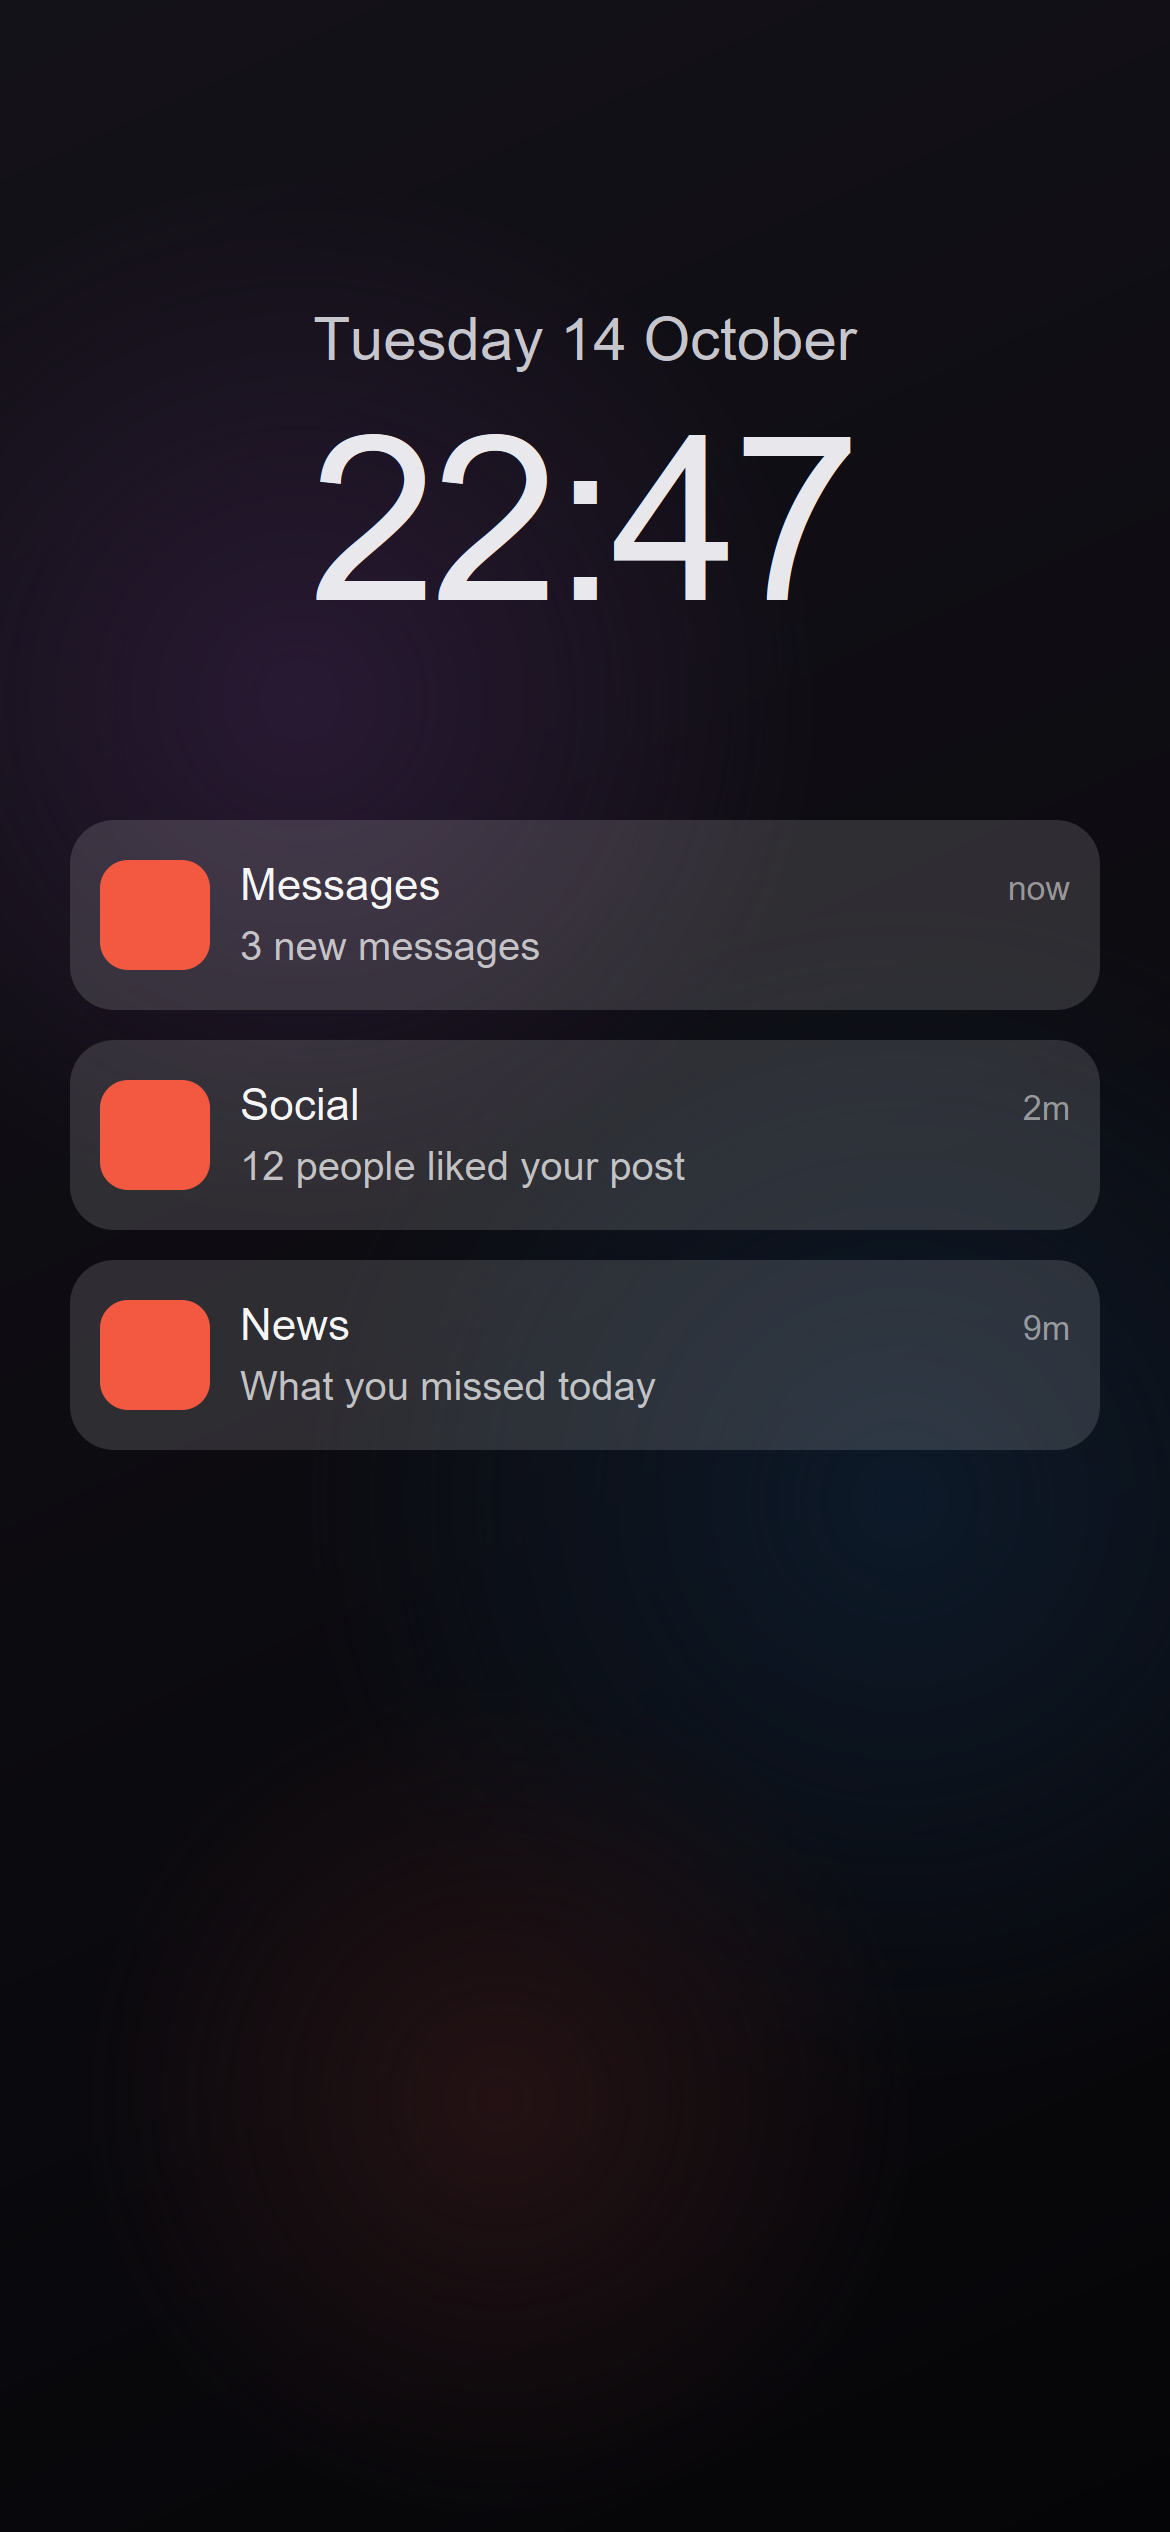 Tuesday 14 October
22:47
Messages
now
3 new messages
Social
2m
12 people liked your post
News
9m
What you missed today